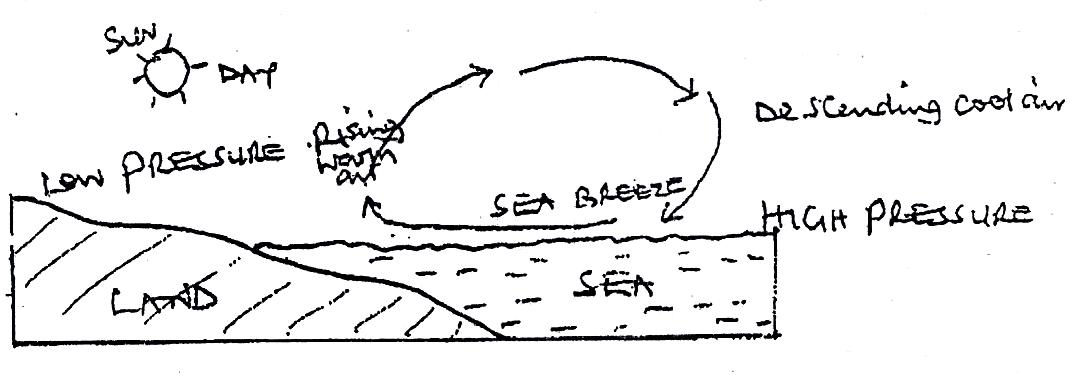 SUN
DAY
LOW PRESSURE
Rising
warm
air
Descending cool air
SEA BREEZE
HIGH PRESSURE
LAND
SEA